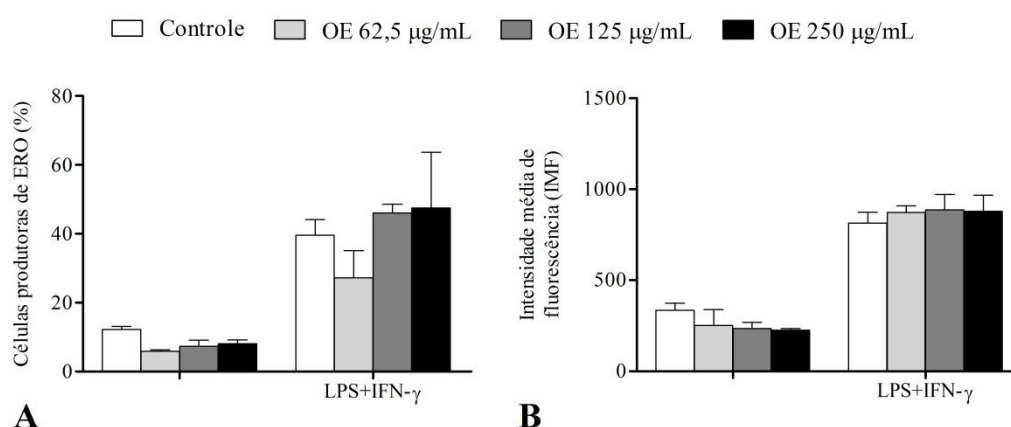 Controle OE 62,5 µg/mL OE 125 µg/mL OE 250 µg/mL
Células produtoras de ERO (%)
80
60
40
20
0
LPS+IFN-γ
A
Intensidade média de
fluorescência (IMF)
1500
1000
500
0
LPS+IFN-γ
B